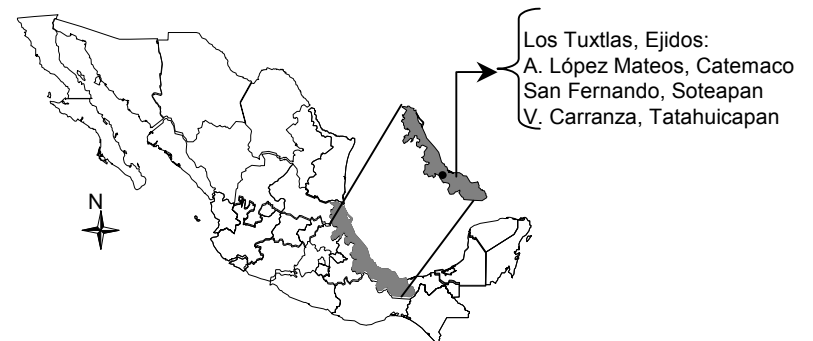 Los Tuxtlas, Ejidos:
A. López Mateos, Catemaco
San Fernando, Soteapan
V. Carranza, Tatahuicapan
N